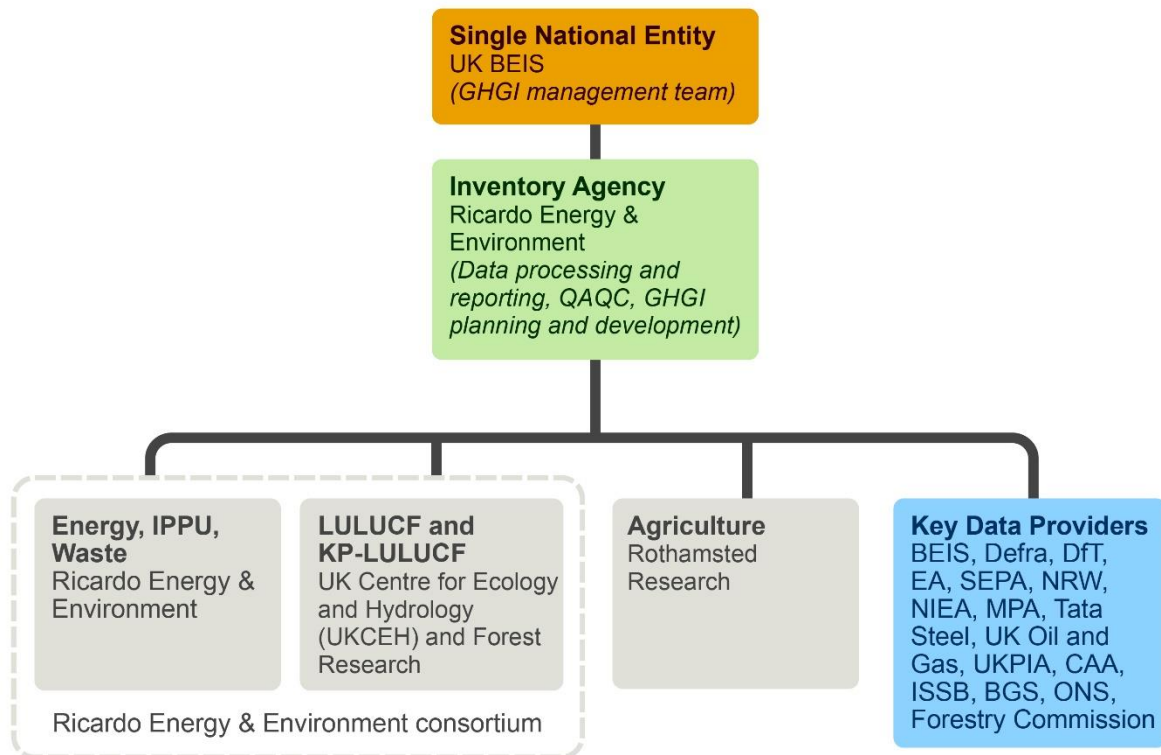 Single National Entity
UK BEIS
(GHGI management team)
Inventory Agency
Ricardo Energy &
Environment
(Data processing and
reporting, QAQC, GHGI
planning and development)
Energy, IPPU,
Waste
Ricardo Energy &
Environment
LULUCF and
KP-LULUCF
UK Centre for Ecology
and Hydrology
(UKCEH) and Forest
Research
Ricardo Energy & Environment consortium
Agriculture
Rothamsted
Research
Key Data Providers
BEIS, Defra, DfT,
EA, SEPA, NRW,
NIEA, MPA, Tata
Steel, UK Oil and
Gas, UKPIA, CAA,
ISSB, BGS, ONS,
Forestry Commission